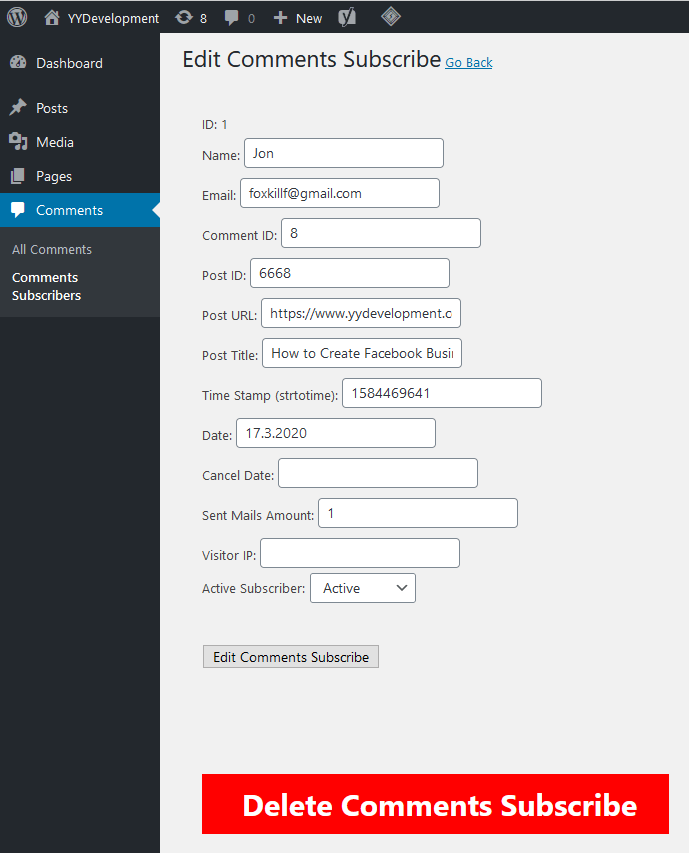 YYDevelopment 8 0 New
Dashboard
Posts
Media
Pages
Comments
All Comments
Comments
Subscribers
Edit Comments Subscribe Go Back
ID: 1
Name: Jon
Email: foxkillf@gmail.com
Comment ID: 8
Post ID: 6668
Post URL: https://www.yydevelopment.c
Post Title: How to Create Facebook Busi
Time Stamp (strtotime): 1584469641
Date: 17.3.2020
Cancel Date:
Sent Mails Amount: 1
Visitor IP:
Active Subscriber: Active
Edit Comments Subscribe
Delete Comments Subscribe